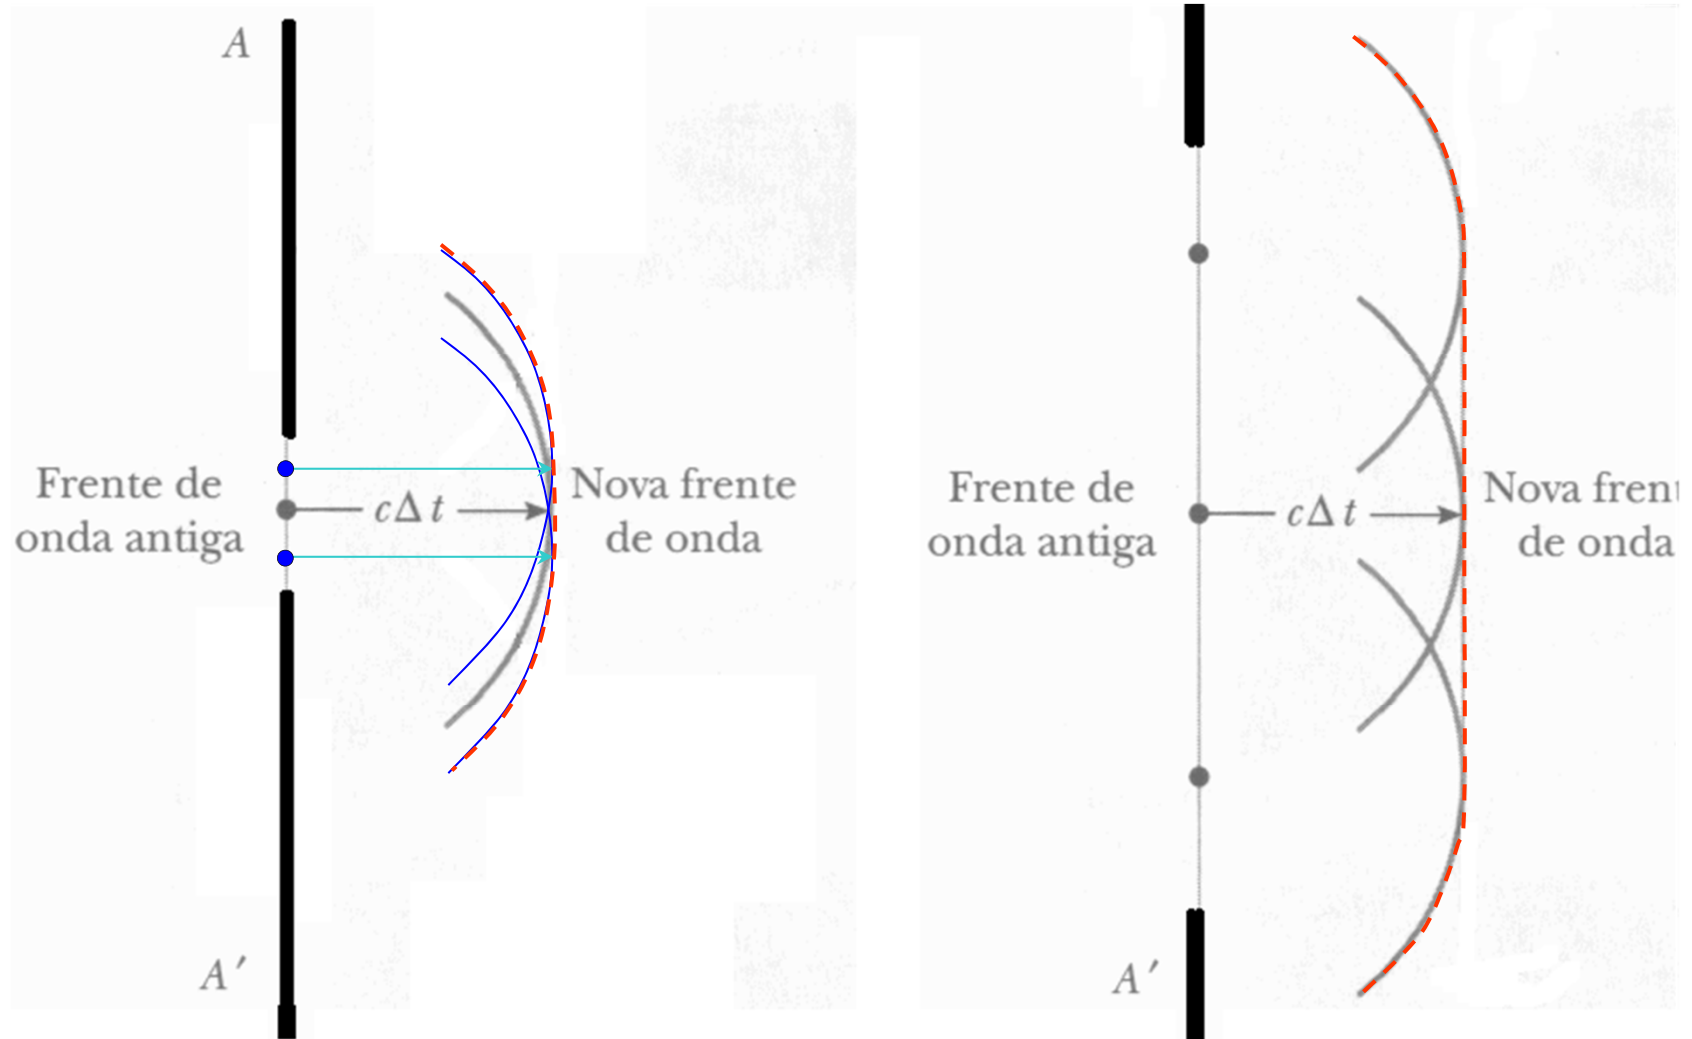 A
Frente de
onda antiga
cΔt
Nova frente
de onda
A′
Frente de
onda antiga
cΔt
Nova frent
de onda
A′